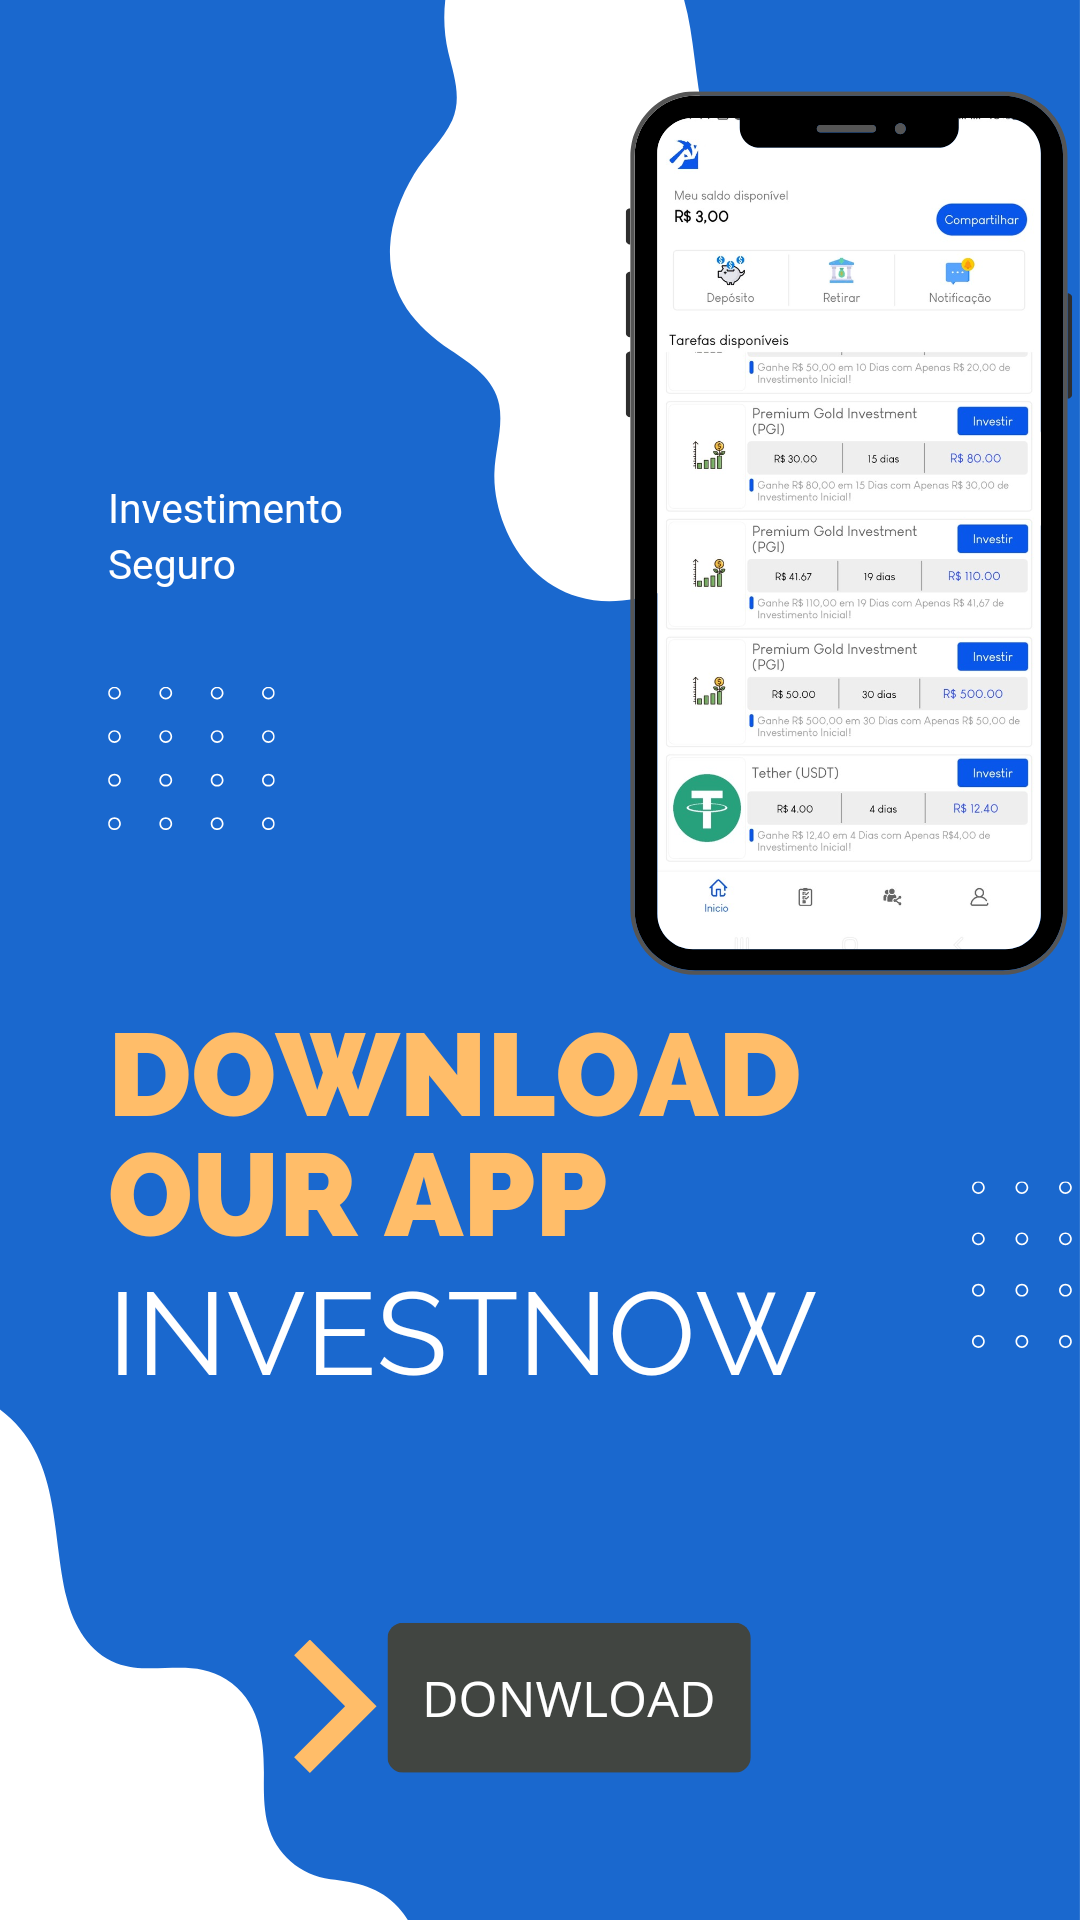 Meu saldo disponível
R$ 3,00
Compartilhar
Depósito
Retirar
Notificação
Tarefas disponíveis
Ganhe R$ 50,00 em 10 Dias com Apenas R$ 20,00 de
Investimento Inicial!
Premium Gold Investment
(PGI)
Investir
R$ 30.00
15 dias
R$ 80.00
Ganhe R$ 80,00 em 15 Dias com Apenas R$ 30,00 de
Investimento Inicial!
Premium Gold Investment
(PGI)
Investir
R$ 41.67
19 dias
R$ 110.00
Ganhe R$ 110,00 em 19 Dias com Apenas R$ 41,67 de
Investimento Inicial!
Premium Gold Investment
(PGI)
Investir
R$ 50.00
30 dias
R$ 500.00
Ganhe R$ 500,00 em 30 Dias com Apenas R$ 50,00 de
Investimento Inicial!
Tether (USDT)
Investir
R$ 4.00
4 dias
R$ 12.40
Ganhe R$ 12,40 em 4 Dias com Apenas R$4,00 de
Investimento Inicial!
Inicio
Investimento
Seguro
DOWNLOAD
OUR APP
INVESTNOW
DONWLOAD